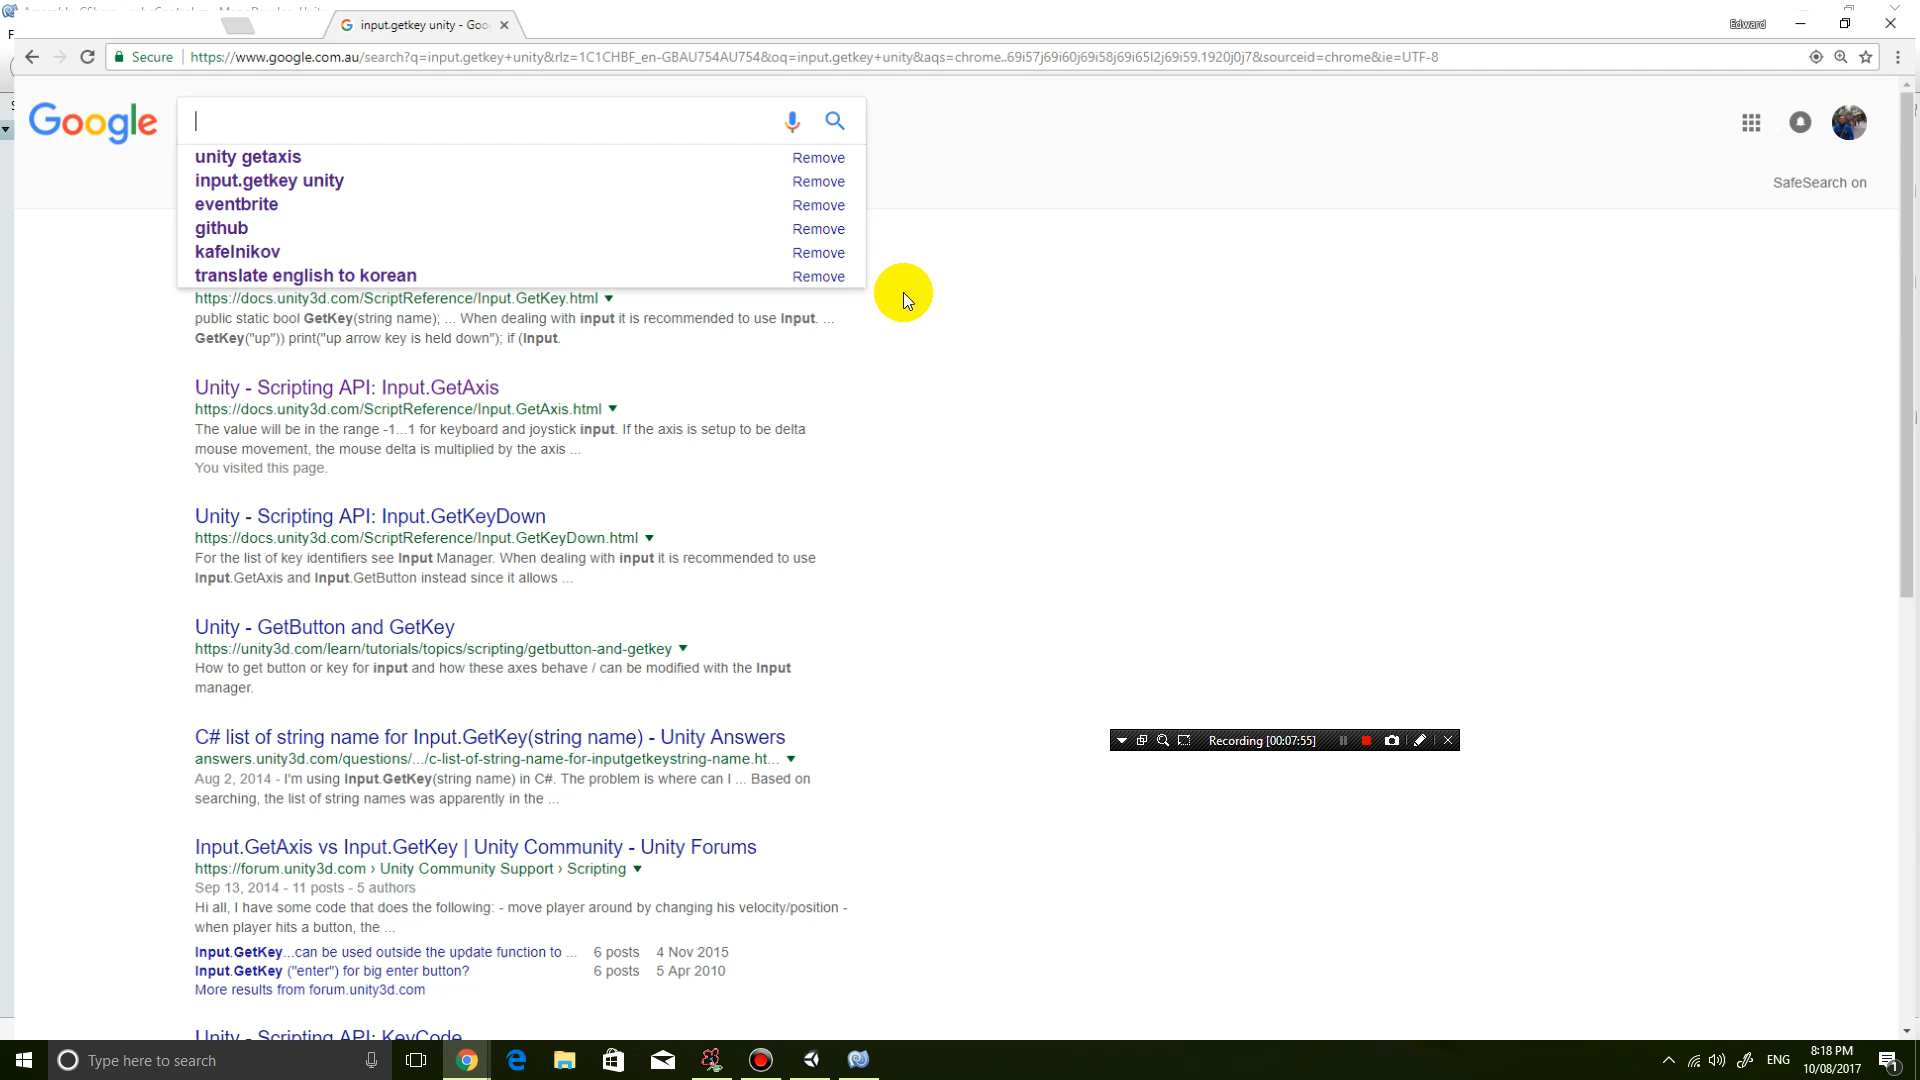 input.getkey unity - Goo
Edward
Secure
https://www.google.com.au/search?q=input.getkey+unity&rlz=1C1CHBF_en-GBAU754AU754&oq=input.getkey+unity&aqs=chrome..69i57j69i60j69i58j69i65l2j69i59.1920j0j7&sourceid=chrome&ie=UTF-8
Google
unity getaxis Remove
input.getkey unity Remove
eventbrite Remove
github Remove
kafelnikov Remove
translate english to korean Remove
SafeSearch on
https://docs.unity3d.com/ScriptReference/Input.GetKey.html
public static bool GetKey(string name); ... When dealing with input it is recommended to use Input. ...
GetKey("up")) print("up arrow key is held down"); if (Input.
Unity - Scripting API: Input.GetAxis
https://docs.unity3d.com/ScriptReference/Input.GetAxis.html
The value will be in the range -1...1 for keyboard and joystick input. If the axis is setup to be delta
mouse movement, the mouse delta is multiplied by the axis ...
You visited this page.
Unity - Scripting API: Input.GetKeyDown
https://docs.unity3d.com/ScriptReference/Input.GetKeyDown.html
For the list of key identifiers see Input Manager. When dealing with input it is recommended to use
Input.GetAxis and Input.GetButton instead since it allows ...
Unity - GetButton and GetKey
https://unity3d.com/learn/tutorials/topics/scripting/getbutton-and-getkey
How to get button or key for input and how these axes behave / can be modified with the Input
manager.
C# list of string name for Input.GetKey(string name) - Unity Answers
answers.unity3d.com/questions/.../c-list-of-string-name-for-inputgetkeystring-name.ht...
Aug 2, 2014 - I'm using Input.GetKey(string name) in C#. The problem is where can I ... Based on
searching, the list of string names was apparently in the ...
Recording [00:07:55]
Input.GetAxis vs Input.GetKey | Unity Community - Unity Forums
https://forum.unity3d.com › Unity Community Support › Scripting
Sep 13, 2014 - 11 posts - 5 authors
Hi all, I have some code that does the following: - move player around by changing his velocity/position -
when player hits a button, the ...
Input.GetKey...can be used outside the update function to ... 6 posts 4 Nov 2015
Input.GetKey ("enter") for big enter button? 6 posts 5 Apr 2010
More results from forum.unity3d.com
Unity - Scripting API: KeyCode
Type here to search
ENG
8:18 PM
10/08/2017
1